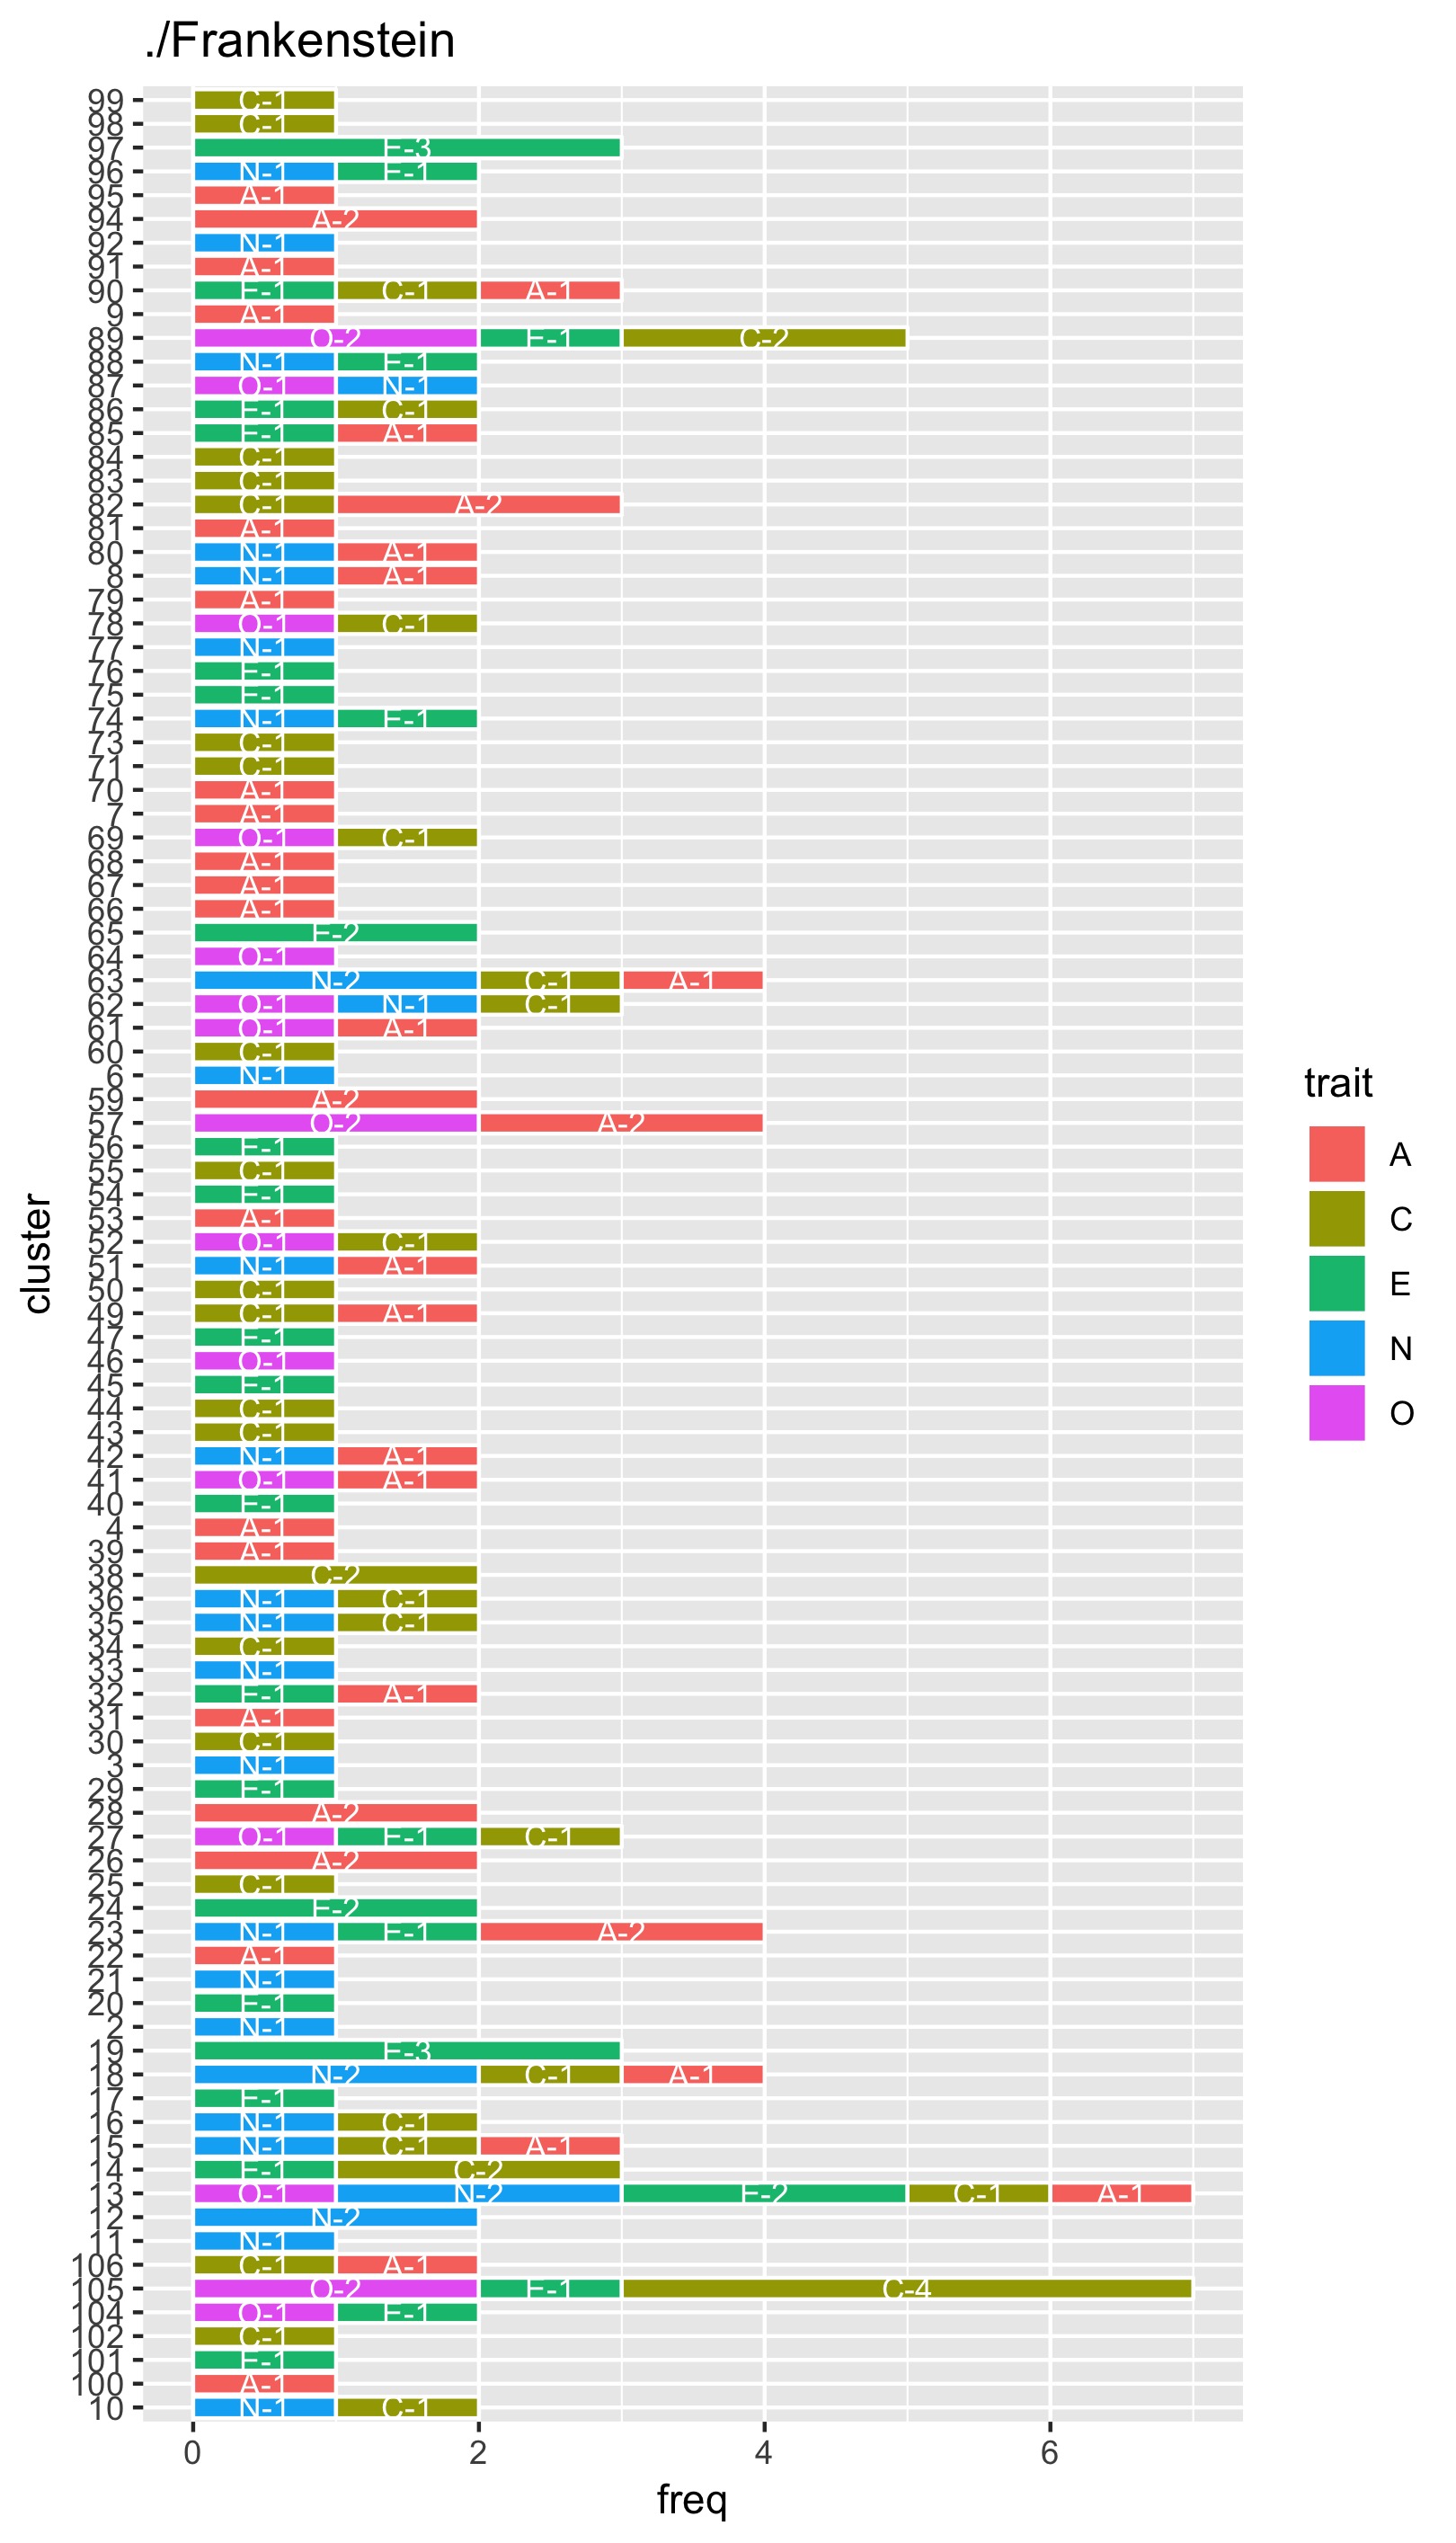 ./Frankenstein
99 C-1
98 C-1
97 E-3
96 N-1 E-1
95 A-1
94 A-2
92 N-1
91 A-1
90 E-1 C-1 A-1
9 A-1
89 O-2 E-1 C-2
88 N-1 E-1
87 O-1 N-1
86 E-1 C-1
85 E-1 A-1
84 C-1
83 C-1
82 C-1 A-2
81 A-1
80 N-1 A-1
8 N-1 A-1
79 A-1
78 O-1 C-1
77 N-1
76 E-1
75 E-1
74 N-1 E-1
73 C-1
71 C-1
70 A-1
7 A-1
69 O-1 C-1
68 A-1
67 A-1
66 A-1
65 E-2
64 O-1
63 N-2 C-1 A-1
62 O-1 N-1 C-1
61 O-1 A-1
60 C-1
6 N-1
59 A-2
57 O-2 A-2
56 E-1
55 C-1
54 E-1
53 A-1
52 O-1 C-1
51 N-1 A-1
50 C-1
49 C-1 A-1
47 E-1
46 O-1
45 E-1
44 C-1
43 C-1
42 N-1 A-1
41 O-1 A-1
40 E-1
4 A-1
39 A-1
38 C-2
36 N-1 C-1
35 N-1 C-1
34 C-1
33 N-1
32 E-1 A-1
31 A-1
30 C-1
3 N-1
29 E-1
28 A-2
27 O-1 E-1 C-1
26 A-2
25 C-1
24 E-2
23 N-1 E-1 A-2
22 A-1
21 N-1
20 E-1
2 N-1
19 E-3
18 N-2 C-1 A-1
17 E-1
16 N-1 C-1
15 N-1 C-1 A-1
14 E-1 C-2
13 O-1 N-2 E-2 C-1 A-1
12 N-2
11 N-1
106 C-1 A-1
105 O-2 E-1 C-4
104 O-1 E-1
102 C-1
101 E-1
100 A-1
10 N-1 C-1
0 2 4 6
freq
cluster
trait
A
C
E
N
O